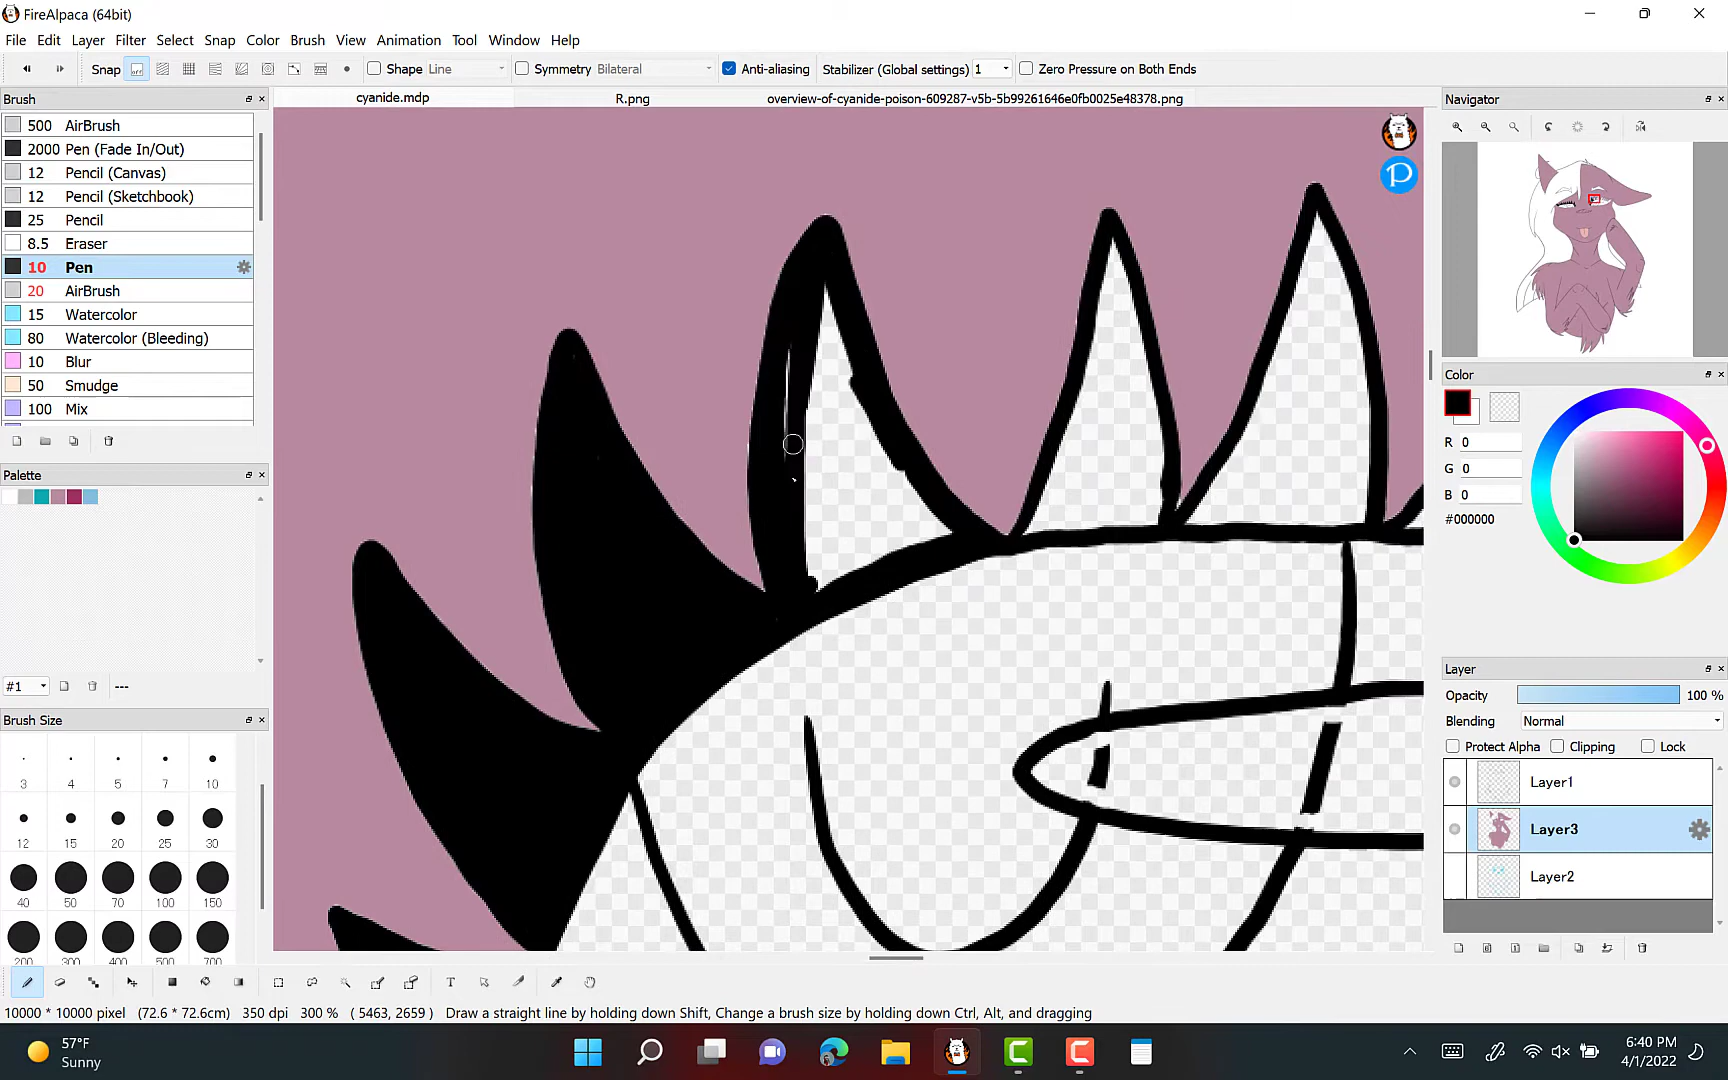 FireAlpaca (64bit)
File Edit Layer Filter Select Snap Color Brush View Animation Tool Window Help
Snap off Shape Line Symmetry Bilateral Anti-aliasing Stabilizer (Global settings) 1 Zero Pressure on Both Ends
Brush
cyanide.mdp R.png overview-of-cyanide-poison-609287-v5b-5b99261646e0fb0025e48378.png
Navigator
500 AirBrush
2000 Pen (Fade In/Out)
12 Pencil (Canvas)
12 Pencil (Sketchbook)
25 Pencil
8.5 Eraser
10 Pen
20 AirBrush
15 Watercolor
80 Watercolor (Bleeding)
10 Blur
50 Smudge
100 Mix
Color
R 0
G 0
B 0
#000000
Palette
#1 ---
Layer
Opacity 100 %
Blending Normal
Protect Alpha Clipping Lock
Layer1
Layer3
Layer2
Brush Size
3 4 5 7 10
12 15 20 25 30
40 50 70 100 150
200 300 400 500 700
T
10000 * 10000 pixel (72.6 * 72.6cm) 350 dpi 300 % ( 5463, 2659 ) Draw a straight line by holding down Shift, Change a brush size by holding down Ctrl, Alt, and dragging
57°F
Sunny
6:40 PM
4/1/2022